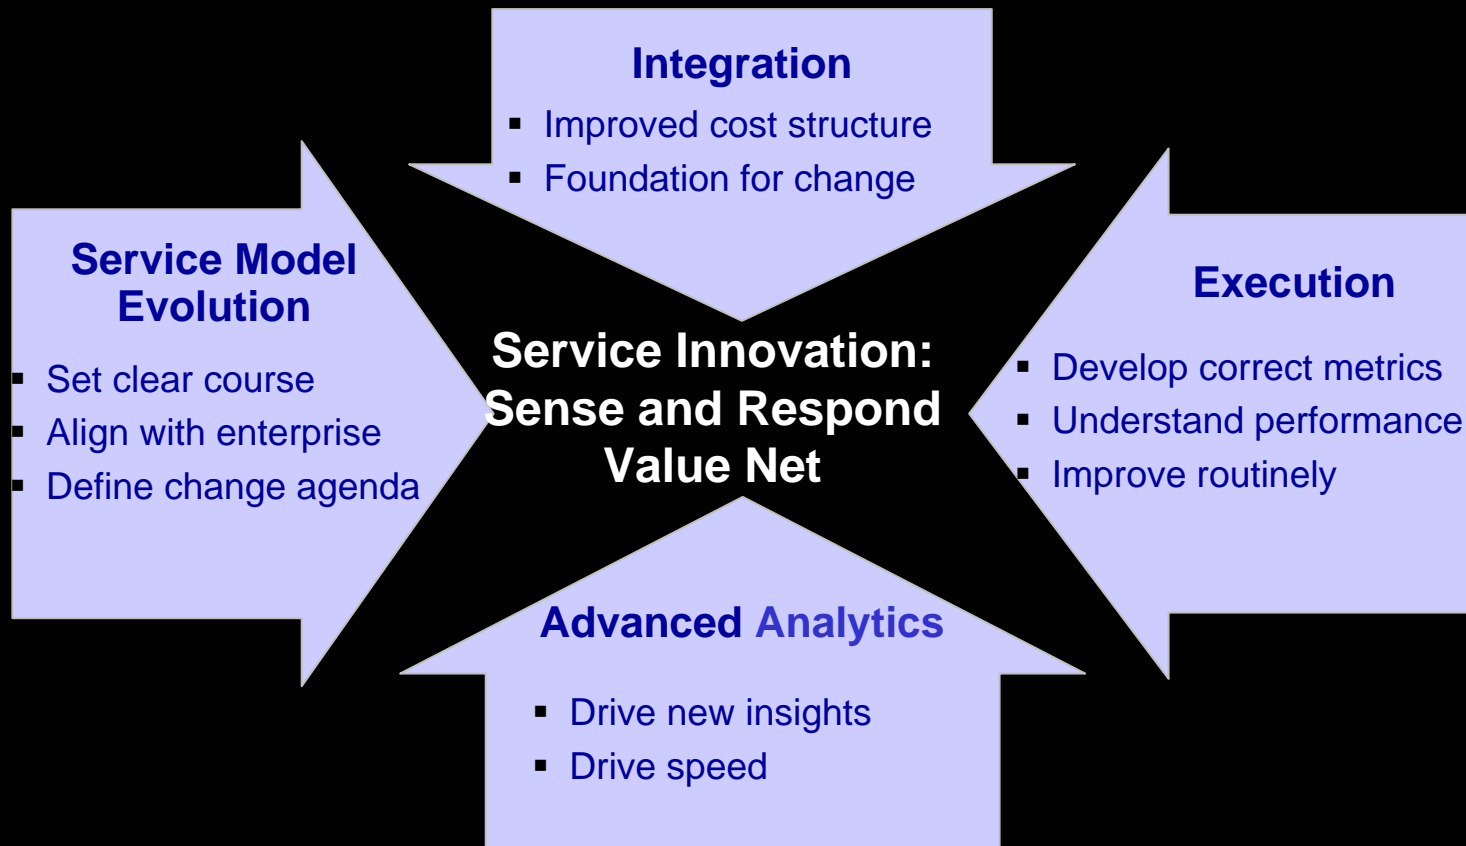 Integration
▪ Improved cost structure
▪ Foundation for change
Service Model
Evolution
▪ Set clear course
▪ Align with enterprise
▪ Define change agenda
Service Innovation:
Sense and Respond
Value Net
Execution
▪ Develop correct metrics
▪ Understand performance
▪ Improve routinely
Advanced Analytics
▪ Drive new insights
▪ Drive speed